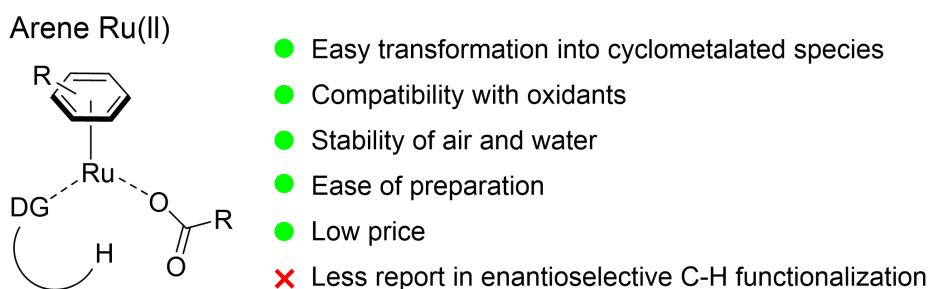 Arene Ru(II)
R
Ru
DG
O
R
H
O
Easy transformation into cyclometalated species
Compatibility with oxidants
Stability of air and water
Ease of preparation
Low price
Less report in enantioselective C-H functionalization